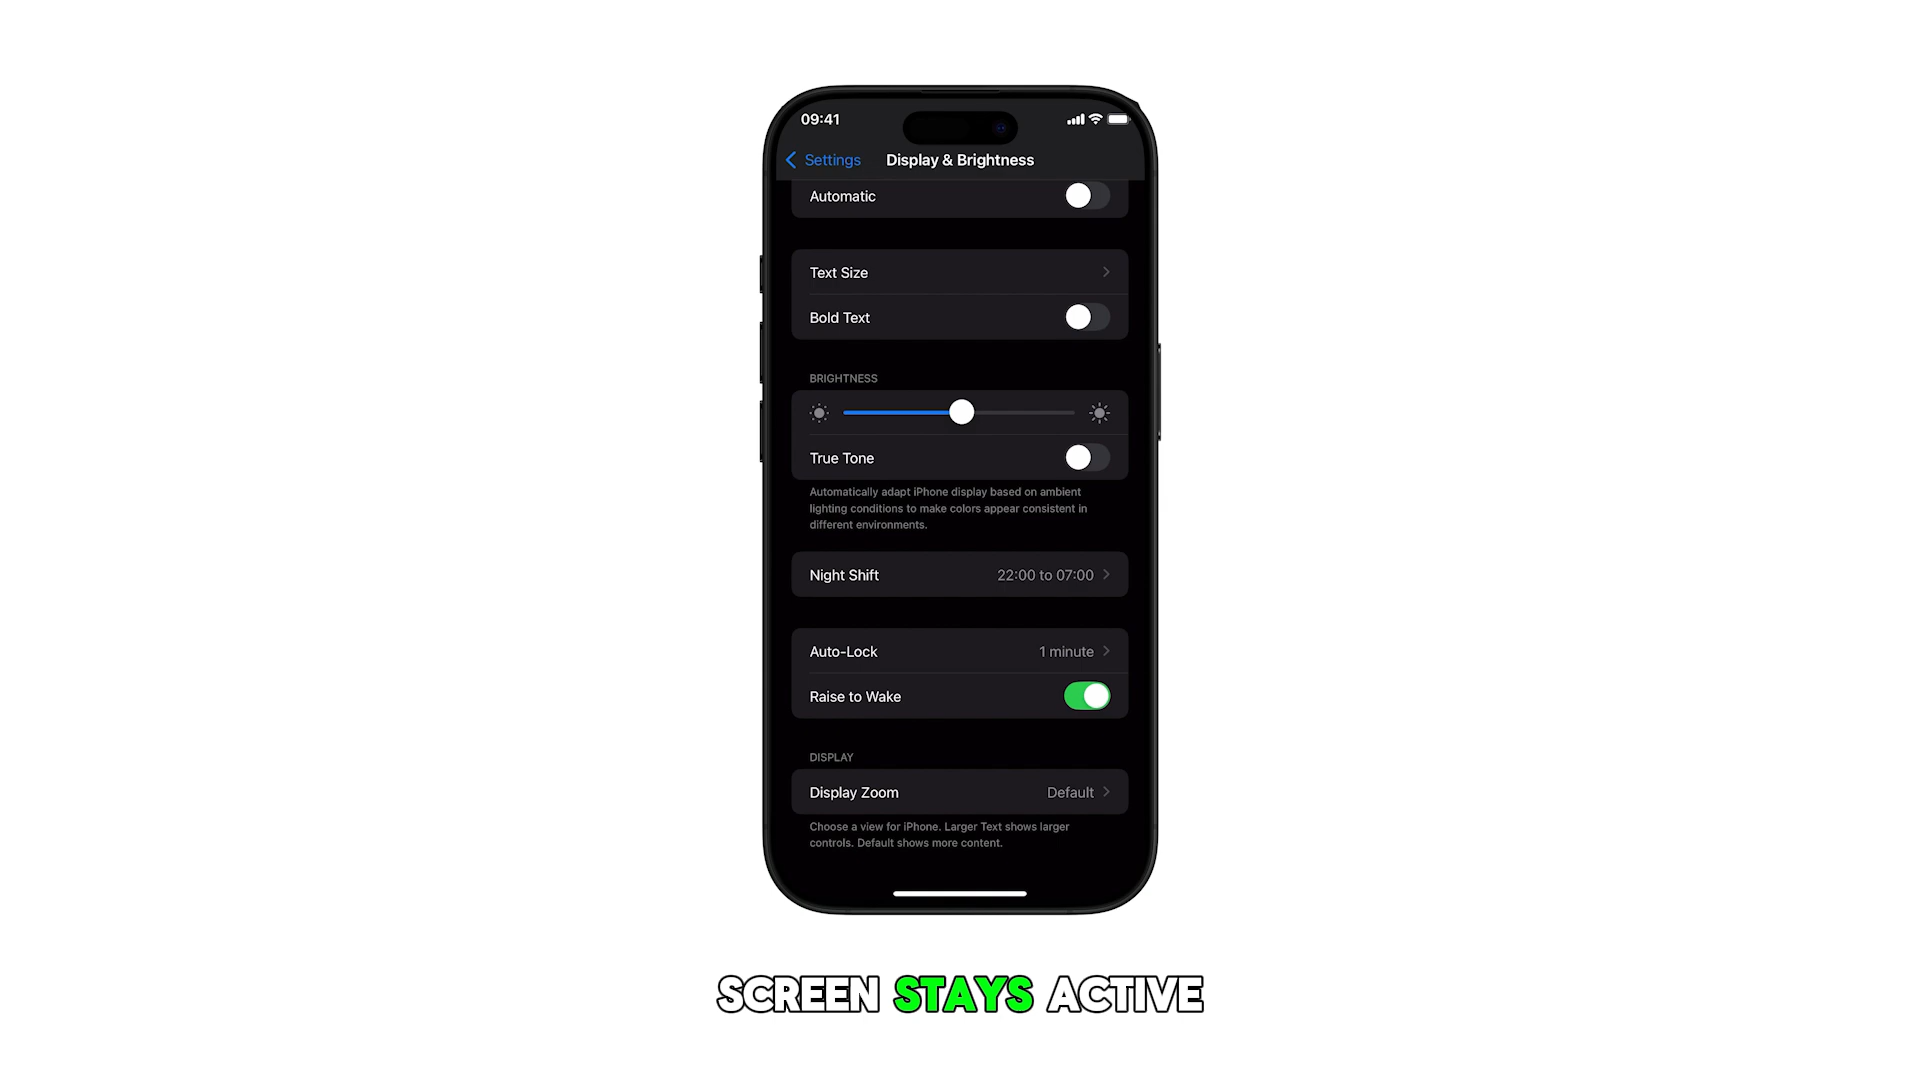 09:41
Settings
Display & Brightness
Automatic
Text Size
Bold Text
BRIGHTNESS
True Tone
Automatically adapt iPhone display based on ambient
lighting conditions to make colors appear consistent in
different environments.
Night Shift 22:00 to 07:00
Auto-Lock 1 minute
Raise to Wake
DISPLAY
Display Zoom Default
Choose a view for iPhone. Larger Text shows larger
controls. Default shows more content.
SCREEN STAYS ACTIVE